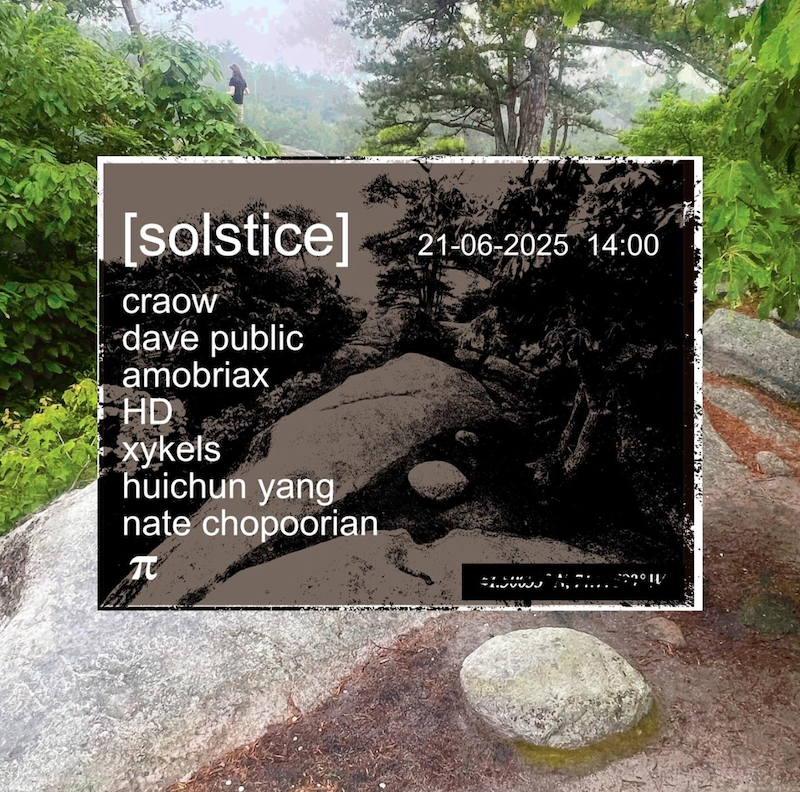 [solstice]
21-06-2025 14:00
craow
dave public
amobriax
HD
xykels
huichun yang
nate chopoorian
π